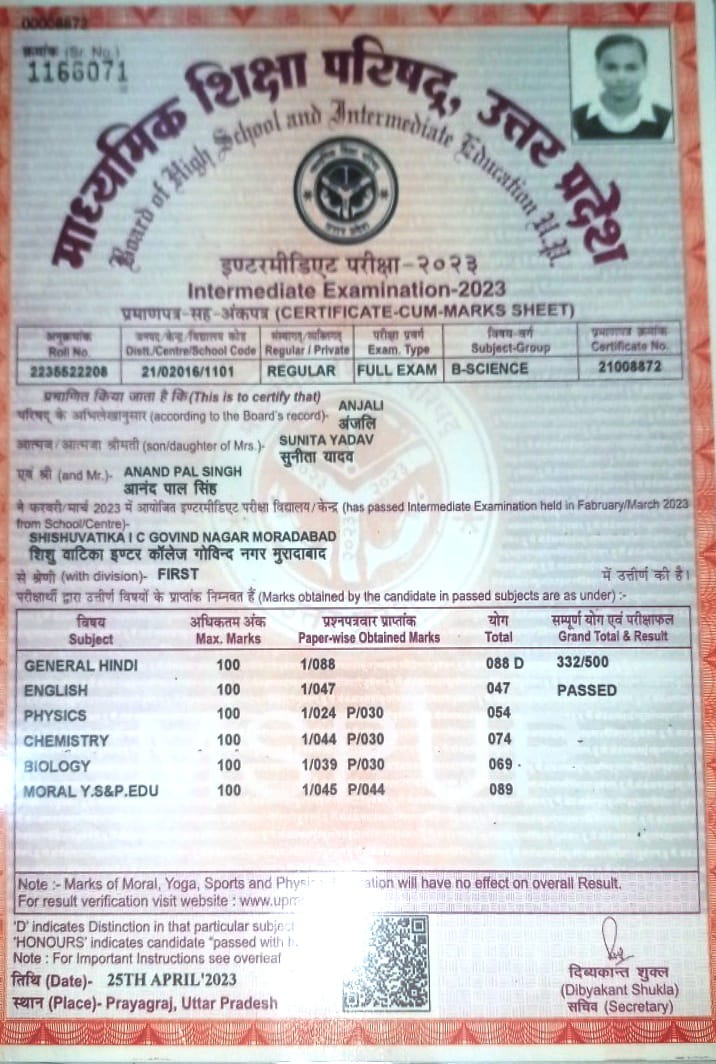 00008872
क्रमांक (Sr. No.)
1166071
माध्यमिक शिक्षा परिषद्, उत्तर प्रदेश
Board of High School and Intermediate Education U.P.
इण्टरमीडिएट परीक्षा-२०२३
Intermediate Examination-2023
प्रमाणपत्र-सह-अंकपत्र (CERTIFICATE-CUM-MARKS SHEET)
अनुक्रमांक जनपद/केन्द्र/विद्यालय कोड संस्थागत/व्यक्तिगत परीक्षा प्रवर्ग विषय-वर्ग प्रमाणपत्र क्रमांक
Roll No. Distt./Centre/School Code Regular / Private Exam. Type Subject-Group Certificate No.
2235522208 21/02016/1101 REGULAR FULL EXAM B-SCIENCE 21008872
प्रमाणित किया जाता है कि(This is to certify that)
ANJALI
परिषद् के अभिलेखानुसार (according to the Board's record)- अंजलि
आत्मज/आत्मजा श्रीमती (son/daughter of Mrs.)- SUNITA YADAV
सुनीता यादव
एवं श्री (and Mr.)- ANAND PAL SINGH
आनंद पाल सिंह
ने फरवरी/मार्च 2023 में आयोजित इण्टरमीडिएट परीक्षा विद्यालय/केन्द्र (has passed Intermediate Examination held in Fabruary/March 2023
from School/Centre)-
SHISHUVATIKA I C GOVIND NAGAR MORADABAD
शिशु वाटिका इण्टर कॉलेज गोविन्द नगर मुरादाबाद
से श्रेणी (with division)- FIRST में उत्तीर्ण की है।
परीक्षार्थी द्वारा उत्तीर्ण विषयों के प्राप्तांक निम्नवत हैं (Marks obtained by the candidate in passed subjects are as under) :-
विषय अधिकतम अंक प्रश्नपत्रवार प्राप्तांक योग सम्पूर्ण योग एवं परीक्षाफल
Subject Max. Marks Paper-wise Obtained Marks Total Grand Total & Result
GENERAL HINDI 100 1/088 088 D 332/500
ENGLISH 100 1/047 047 PASSED
PHYSICS 100 1/024 P/030 054
CHEMISTRY 100 1/044 P/030 074
BIOLOGY 100 1/039 P/030 069
MORAL Y.S&P.EDU 100 1/045 P/044 089
Note :- Marks of Moral, Yoga, Sports and will have no effect on overall Result.
For result verification visit website :
'D' indicates Distinction in that particular
'HONOURS' indicates candidate "passed with
Note : For Important Instructions see overleaf
तिथि (Date)- 25TH APRIL'2023
स्थान (Place)- Prayagraj, Uttar Pradesh
दिब्यकान्त शुक्ल
(Dibyakant Shukla)
सचिव (Secretary)